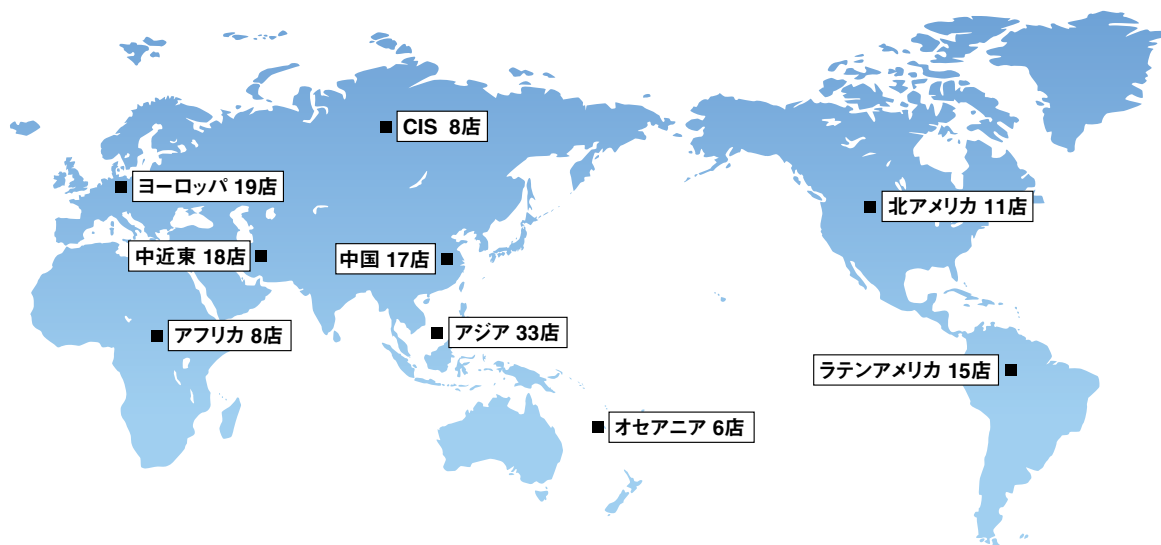 CIS 8店
ヨーロッパ 19店
北アメリカ 11店
中近東 18店
中国 17店
アフリカ 8店
アジア 33店
ラテンアメリカ 15店
オセアニア 6店